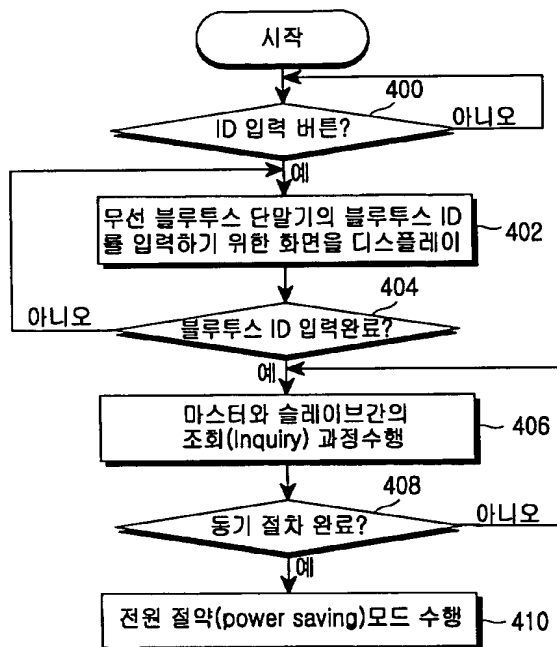 시작
400
ID 입력 버튼?
아니오
예
무선 블루투스 단말기의 블루투스 ID
를 입력하기 위한 화면을 디스플레이
402
404
아니오
블루투스 ID 입력완료?
예
마스터와 슬레이브간의
조회(Inquiry) 과정수행
406
408
동기 절차 완료?
아니오
예
전원 절약(power saving)모드 수행
410